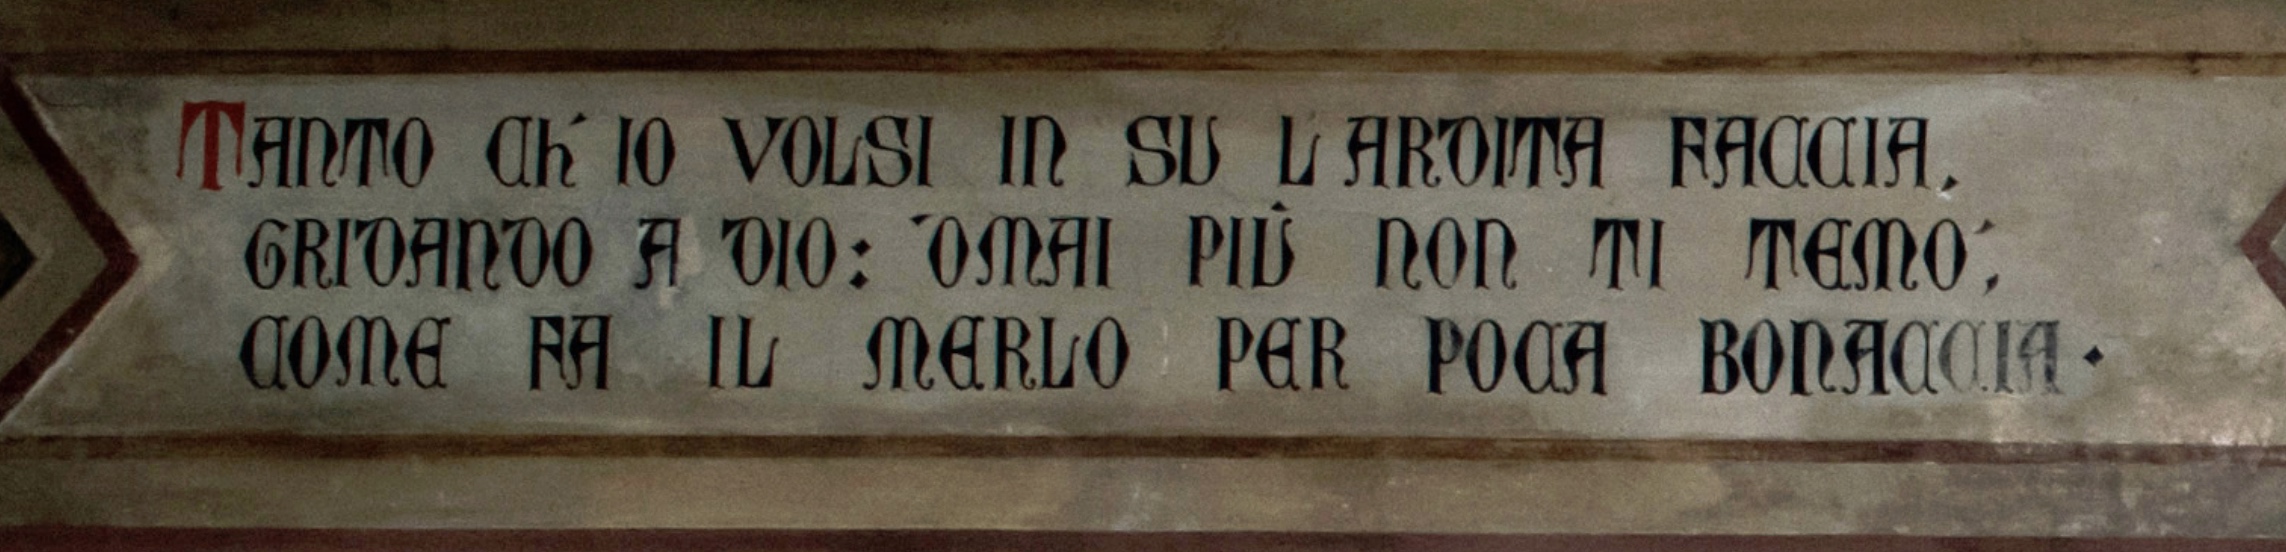 TANTO CH' IO VOLSI IN SU L'ARDITA FACCIA,
GRIDANDO A DIO: 'OMAI PIÚ NON TI TEMO',
COME FA IL MERLO PER POCA BONACCIA·